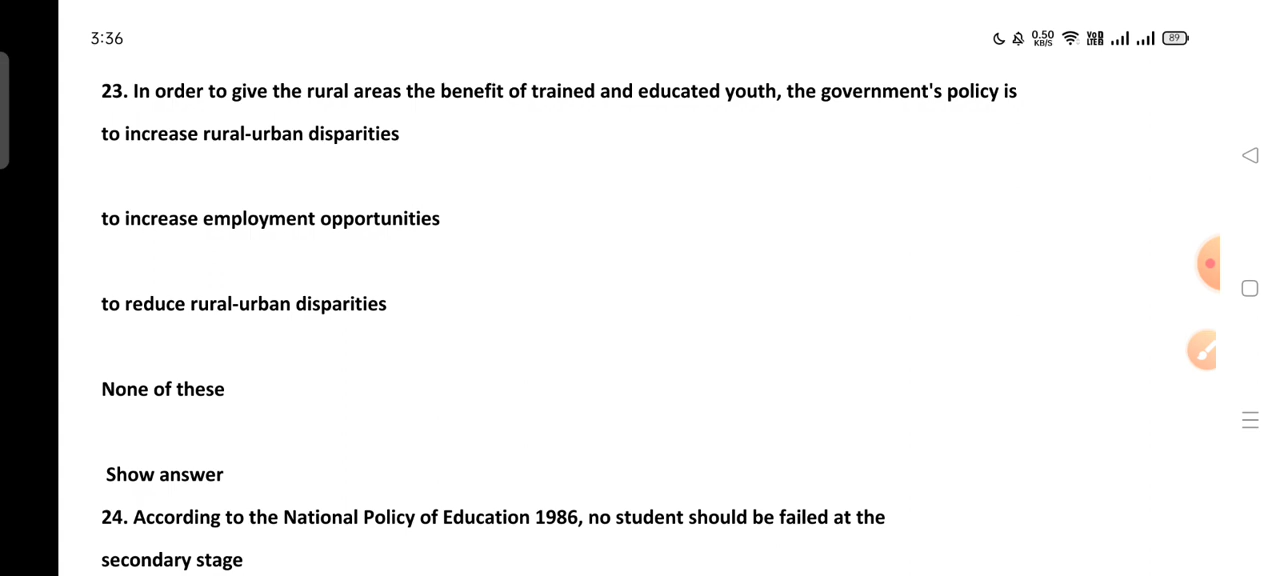 3:36
0.50
KB/S
Vo)
LTE
89
23. In order to give the rural areas the benefit of trained and educated youth, the government's policy is
to increase rural-urban disparities
to increase employment opportunities
to reduce rural-urban disparities
None of these
Show answer
24. According to the National Policy of Education 1986, no student should be failed at the
secondary stage